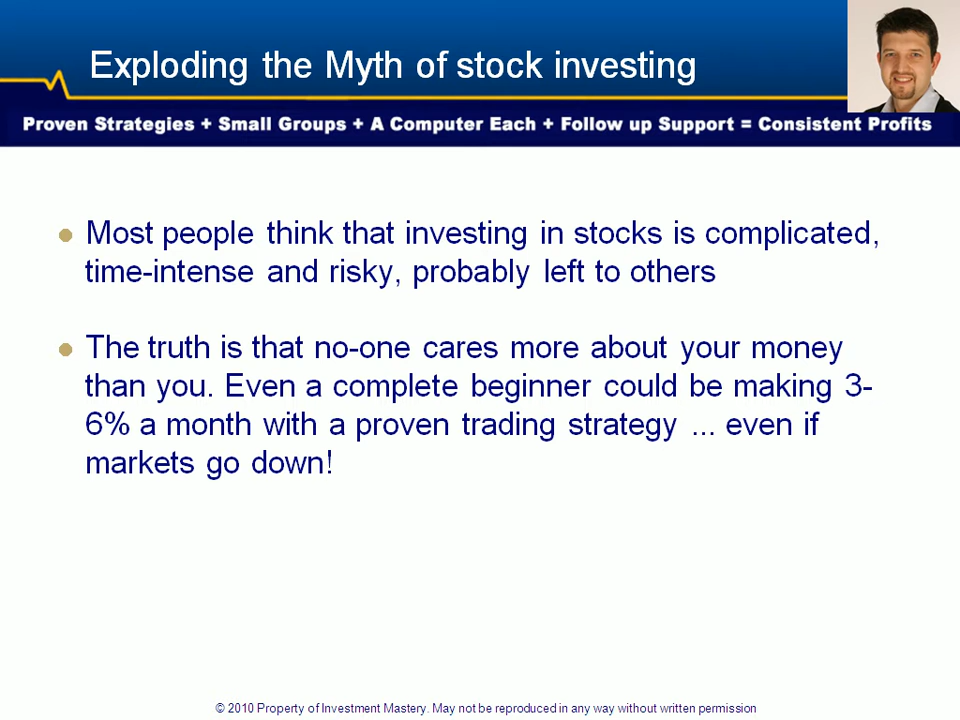 Exploding the Myth of stock investing
Proven Strategies + Small Groups + A Computer Each + Follow up Support = Consistent Profits
Most people think that investing in stocks is complicated,
time-intense and risky, probably left to others
The truth is that no-one cares more about your money
than you. Even a complete beginner could be making 3-
6% a month with a proven trading strategy ... even if
markets go down!
© 2010 Property of Investment Mastery. May not be reproduced in any way without written permission